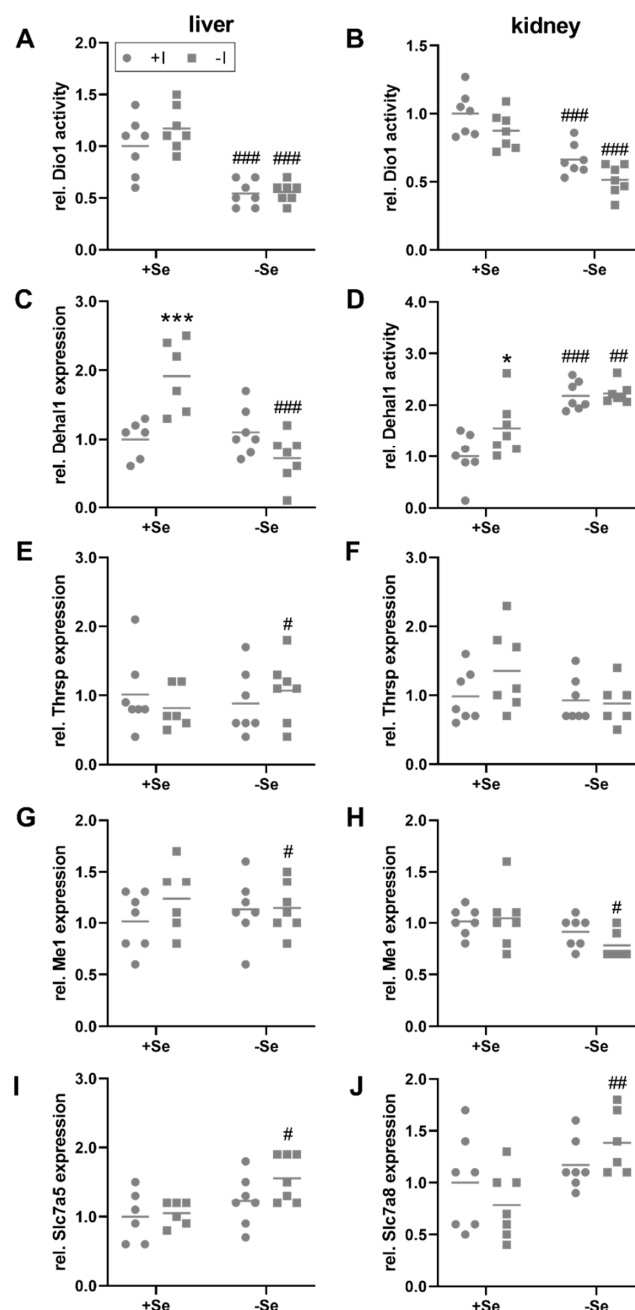 liver
kidney
A
+I
-I
rel. Dio1 activity
2.0
1.5
1.0
0.5
0.0
###
###
+Se
-Se
B
rel. Dio1 activity
1.5
1.0
0.5
0.0
###
###
+Se
-Se
C
rel. Dehal1 expression
3.0
2.0
1.0
0.0
***
###
+Se
-Se
D
rel. Dehal1 activity
4.0
3.0
2.0
1.0
0.0
*
###
##
+Se
-Se
E
rel. Thrsp expression
3.0
2.0
1.0
0.0
#
+Se
-Se
F
rel. Thrsp expression
3.0
2.0
1.0
0.0
+Se
-Se
G
rel. Me1 expression
2.0
1.5
1.0
0.5
0.0
#
+Se
-Se
H
rel. Me1 expression
2.0
1.5
1.0
0.5
0.0
#
+Se
-Se
I
rel. Slc7a5 expression
3.0
2.0
1.0
0.0
#
+Se
-Se
J
rel. Slc7a8 expression
2.0
1.5
1.0
0.5
0.0
##
+Se
-Se